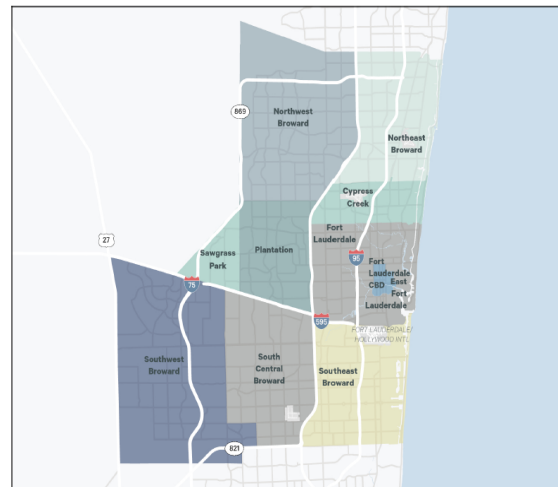 869
Northwest
Broward
Northeast
Broward
Cypress
Creek
Fort
Lauderdale
27
Sawgrass
Park
Plantation
95
75
Fort
Lauderdale
CBD
East
Fort
Lauderdale
595
FORT LAUDERDALE/
HOLLYWOOD INTL
Southwest
Broward
South
Central
Broward
Southeast
Broward
821